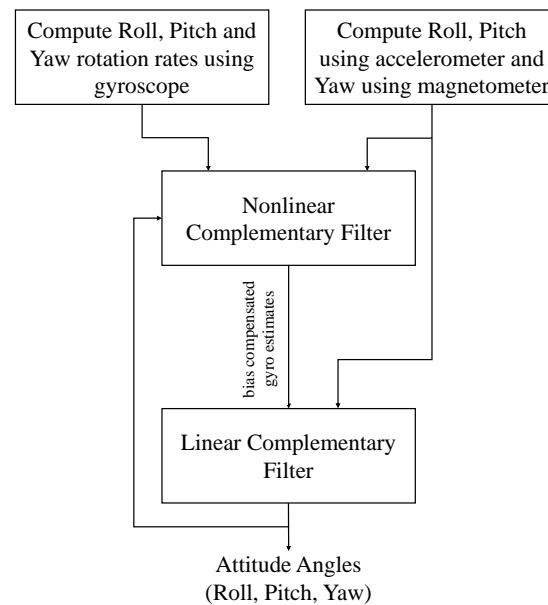 Compute Roll, Pitch and
Yaw rotation rates using
gyroscope
Compute Roll, Pitch
using accelerometer and
Yaw using magnetometer
Nonlinear
Complementary Filter
bias compensated
gyro estimates
Linear Complementary
Filter
Attitude Angles
(Roll, Pitch, Yaw)